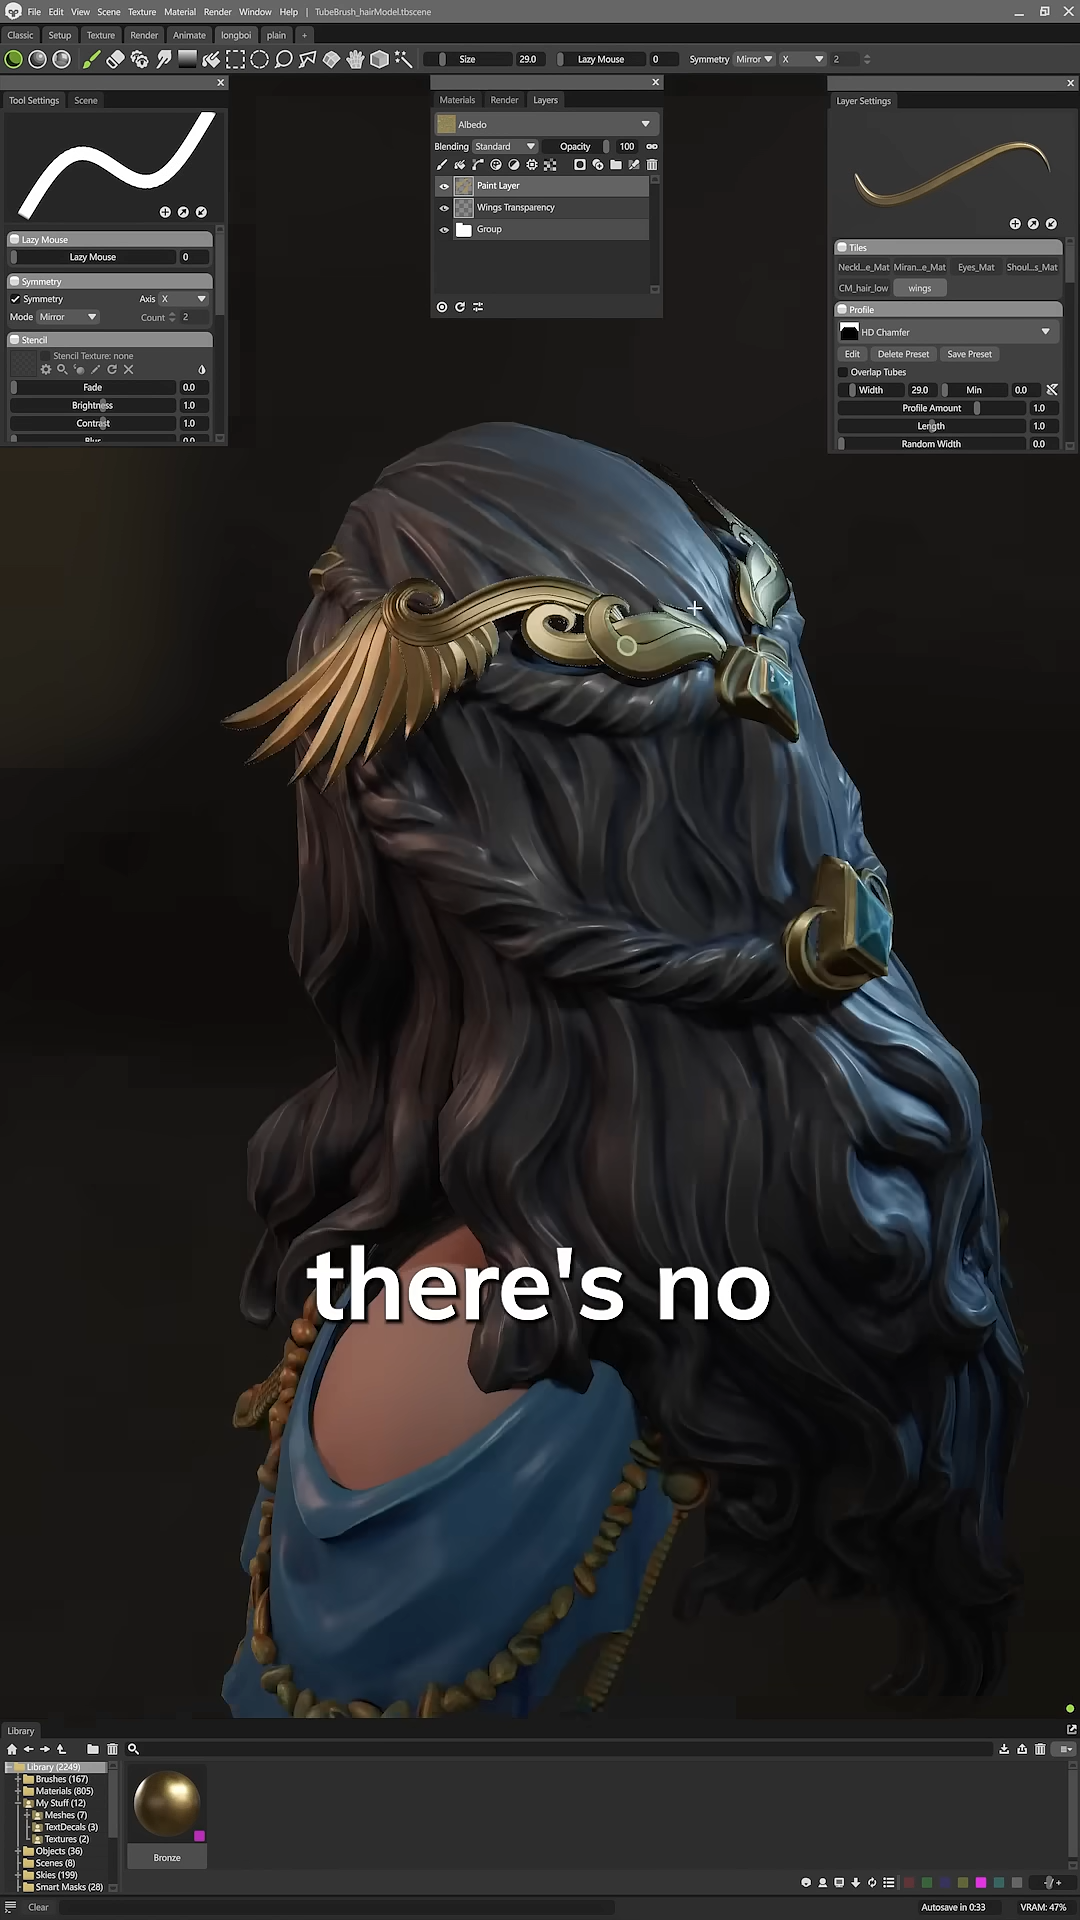 File Edit View Scene Texture Material Render Window Help | TubeBrush_hairModel.tbscene
Classic Setup Texture Render Animate longboi plain +
Size 29.0 Lazy Mouse 0 Symmetry Mirror X 2
Tool Settings Scene
Lazy Mouse
Lazy Mouse 0
Symmetry
Symmetry Axis X
Mode Mirror Count 2
Stencil
Stencil Texture: none
Fade 0.0
Brightness 1.0
Contrast 1.0
Blur 0.0
Materials Render Layers
Albedo
Blending Standard Opacity 100
Paint Layer
Wings Transparency
Group
Layer Settings
Tiles
Neckl...e_Mat Miran...e_Mat Eyes_Mat Shoul...s_Mat
CM_hair_low wings
Profile
HD Chamfer
Edit Delete Preset Save Preset
Overlap Tubes
Width 29.0 Min 0.0
Profile Amount 1.0
Length 1.0
Random Width 0.0
there's no
Library
Library (2249)
Brushes (167)
Materials (805)
My Stuff (12)
Meshes (7)
TextDecals (3)
Textures (2)
Objects (36)
Scenes (8)
Skies (199)
Smart Masks (28)
Bronze
Clear
Autosave in 0:33 VRAM: 47%